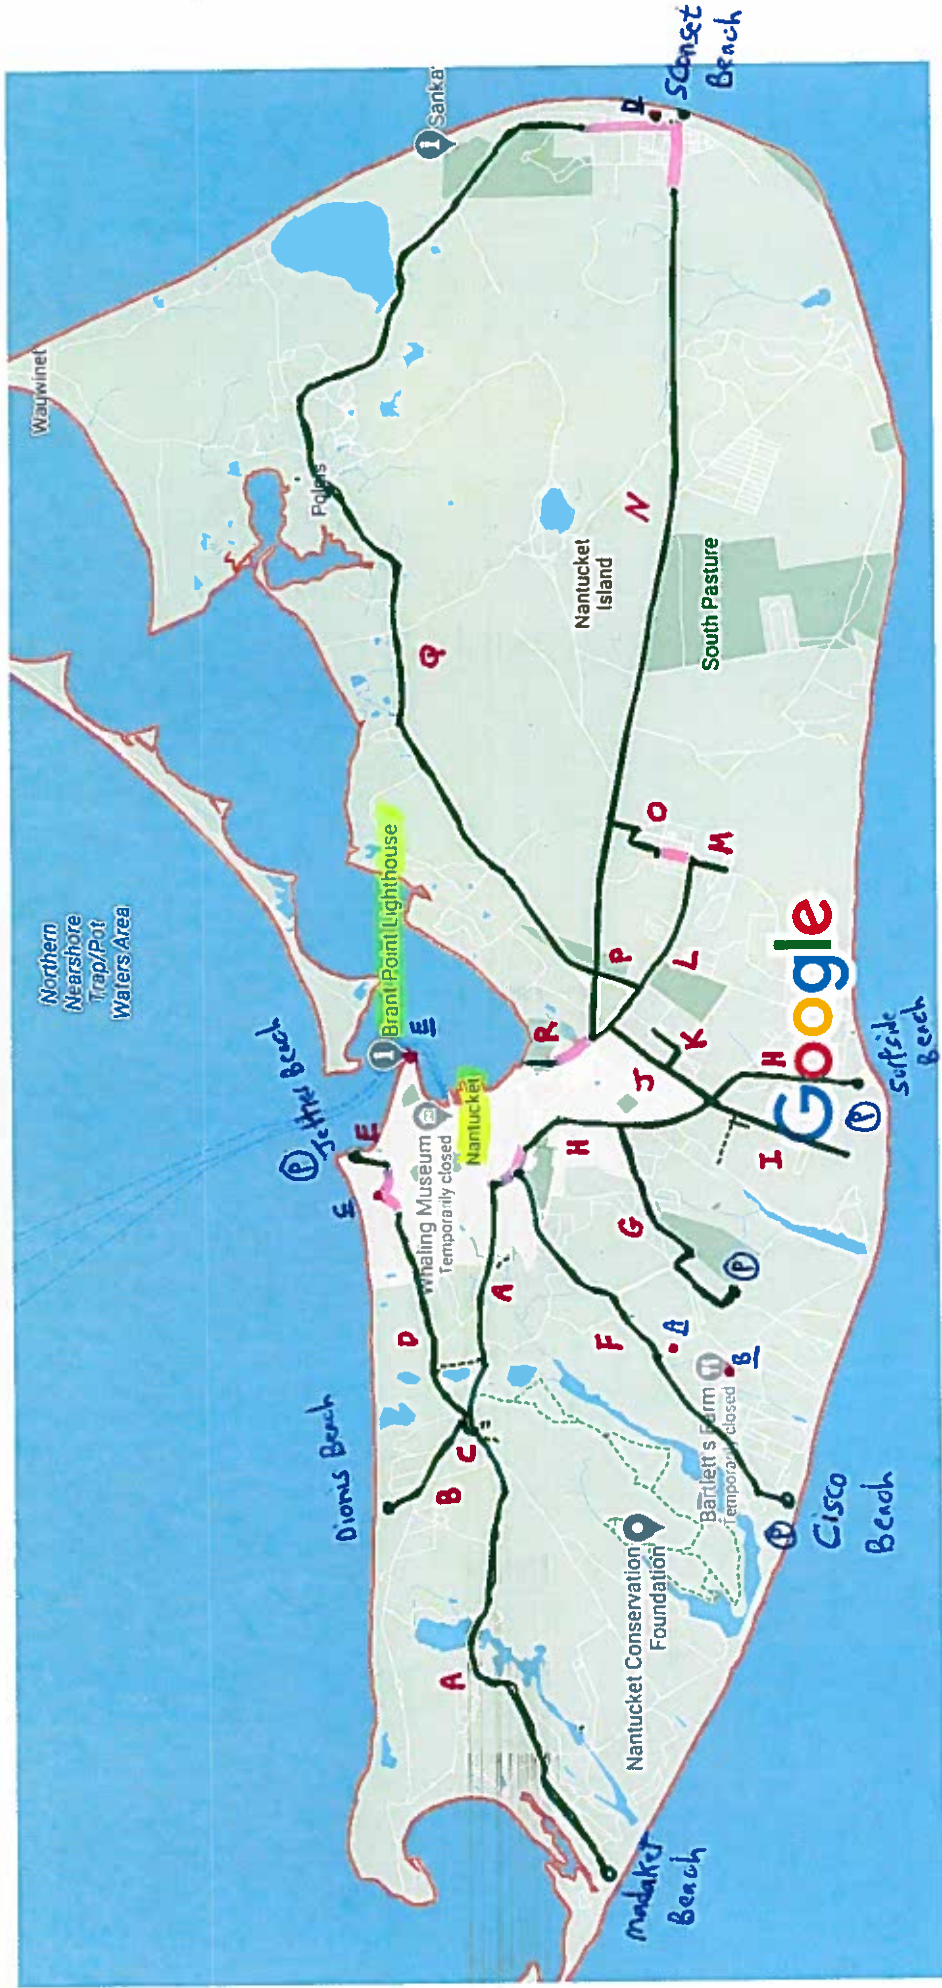 Northern
Nearshore
Trap/Pot
Waters Area
Wauwinet
Sanka
Polpis
Brant Point Lighthouse
Nantucket
Whaling Museum
Temporarily closed
Nantucket
Island
South Pasture
Bartlett's Farm
Temporarily closed
Nantucket Conservation
Foundation
Google
Madaket
Beach
Dionis Beach
P Jetties Beach
Cisco
Beach
P
Surfside
Beach
P
P
Sconset
Beach
A
A
B
C
D
E
E
E
F
G
H
H
I
J
K
L
M
N
O
P
Q
R
A
B